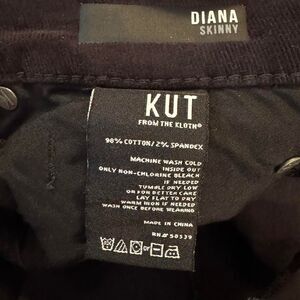 DIANA
SKINNY
KUT
FROM THE KLOTH®
98% COTTON/2% SPANDEX
MACHINE WASH COLD
INSIDE OUT
ONLY NON-CHLORINE BLEACH
IF NEEDED
TUMBLE DRY LOW
OR FOR BETTER CARE
LAY FLAT TO DRY
WARM IRON IF NEEDED
WASH ONCE BEFORE WEARING
MADE IN CHINA
RN# 58539
OR